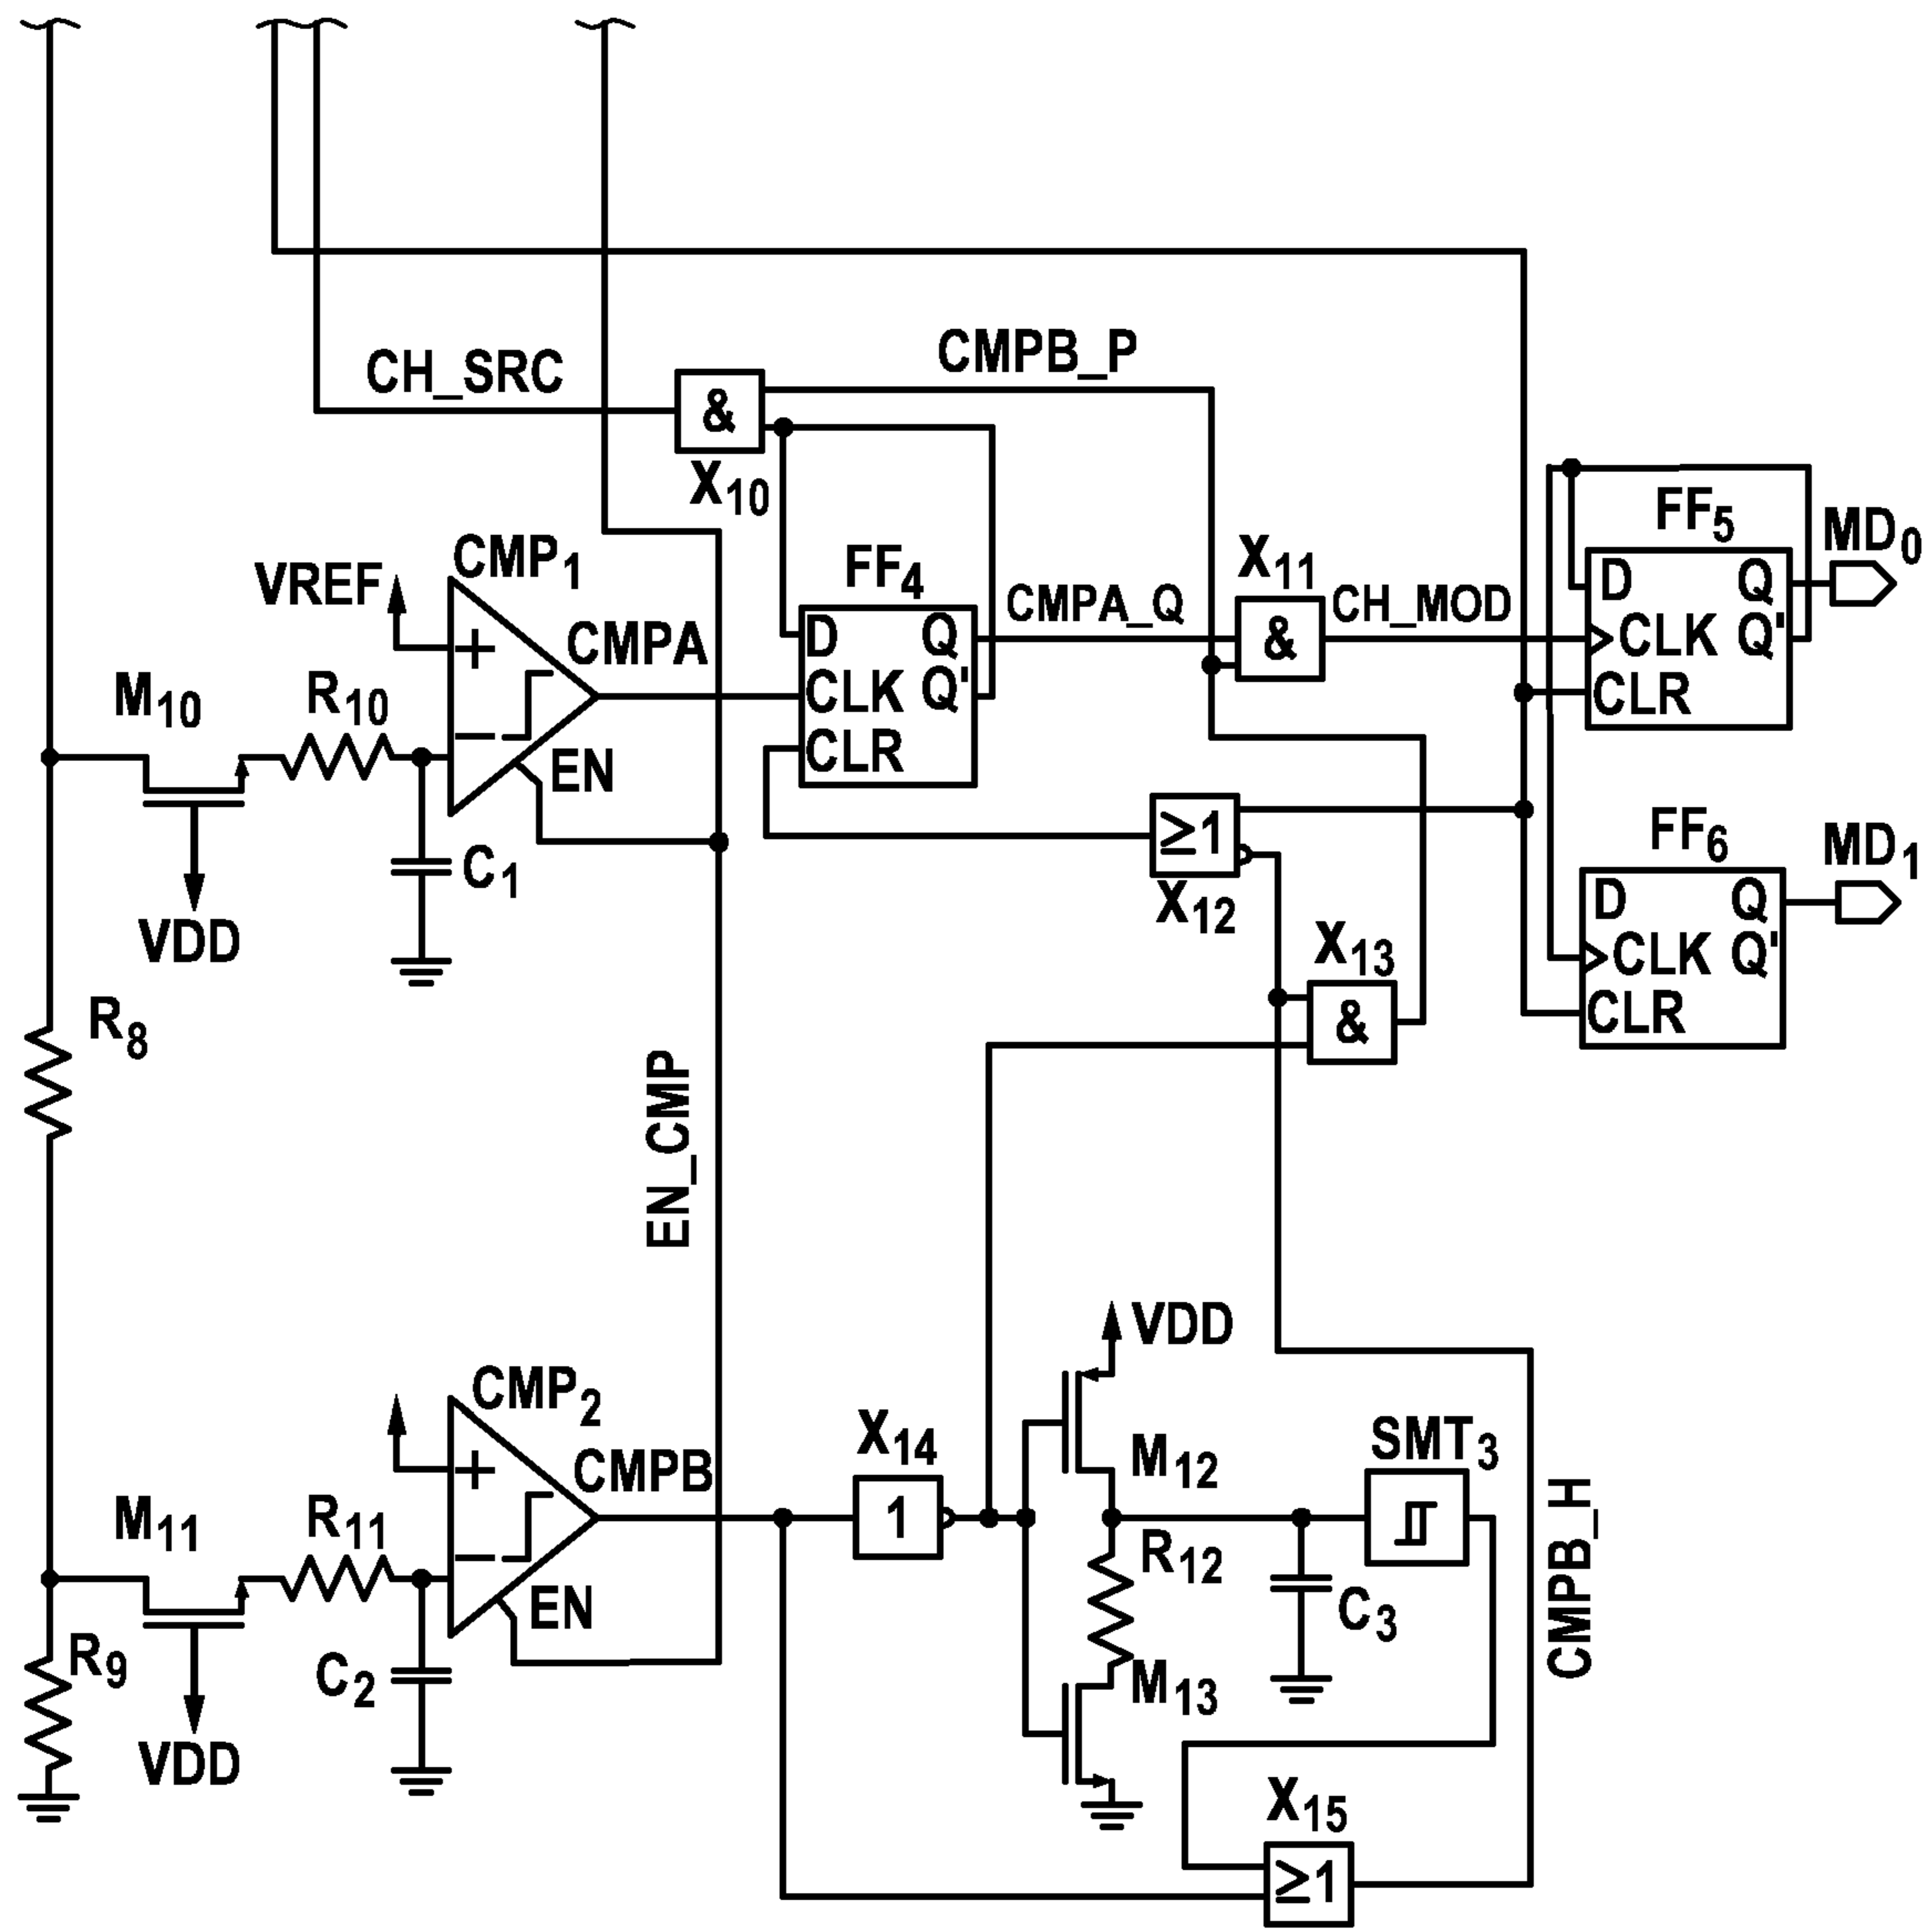 CMPB_P
CH_SRC
&
X10
FF5
MD0
CMP1
VREF
FF4
X11
D
Q
CMPA_Q
CH_MOD
CMPA
D
Q
+
&
CLK
Q'
M10
R10
CLK
Q'
CLR
−
EN
CLR
≥1
FF6
MD1
C1
X12
D
Q
VDD
X13
CLK
Q'
R8
&
CLR
EN_CMP
VDD
CMP2
X14
M12
SMT3
+
CMPB
M11
R11
1
R12
CMPB_H
−
EN
C3
R9
C2
M13
VDD
X15
≥1